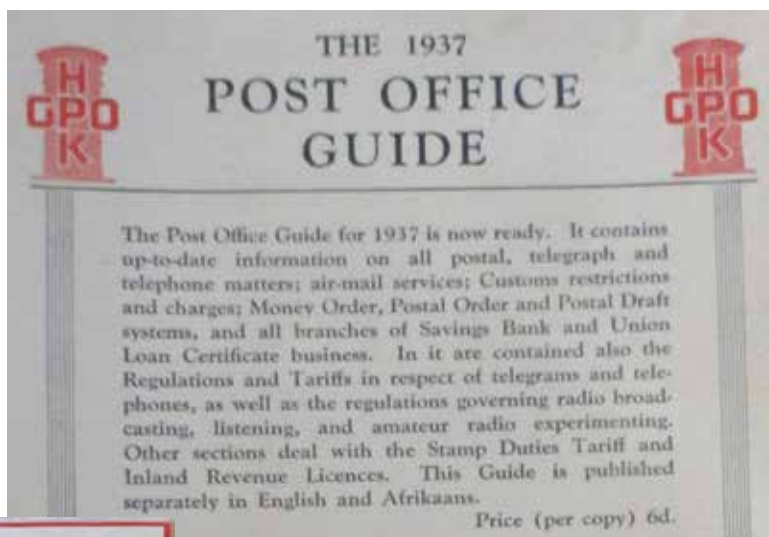 THE 1937
POST OFFICE
GUIDE
H
GPO
K
H
GPO
K
The Post Office Guide for 1937 is now ready. It contains
up-to-date information on all postal, telegraph and
telephone matters; air-mail services; Customs restrictions
and charges; Money Order, Postal Order and Postal Draft
systems, and all branches of Savings Bank and Union
Loan Certificate business. In it are contained also the
Regulations and Tariffs in respect of telegrams and tele-
phones, as well as the regulations governing radio broad-
casting, listening, and amateur radio experimenting.
Other sections deal with the Stamp Duties Tariff and
Inland Revenue Licences. This Guide is published
separately in English and Afrikaans.
Price (per copy) 6d.